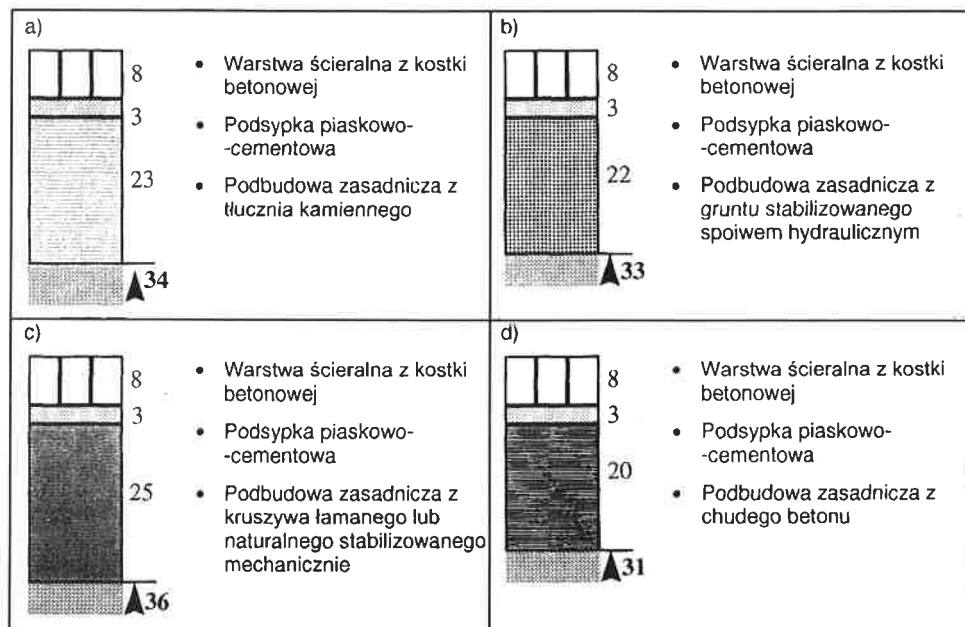 a)
8
3
23
34
• Warstwa ścieralna z kostki
betonowej
• Podsypka piaskowo-
-cementowa
• Podbudowa zasadnicza z
tłucznia kamiennego
b)
8
3
22
33
• Warstwa ścieralna z kostki
betonowej
• Podsypka piaskowo-
-cementowa
• Podbudowa zasadnicza z
gruntu stabilizowanego
spoiwem hydraulicznym
c)
8
3
25
36
• Warstwa ścieralna z kostki
betonowej
• Podsypka piaskowo-
-cementowa
• Podbudowa zasadnicza z
kruszywa łamanego lub
naturalnego stabilizowanego
mechanicznie
d)
8
3
20
31
• Warstwa ścieralna z kostki
betonowej
• Podsypka piaskowo-
-cementowa
• Podbudowa zasadnicza z
chudego betonu